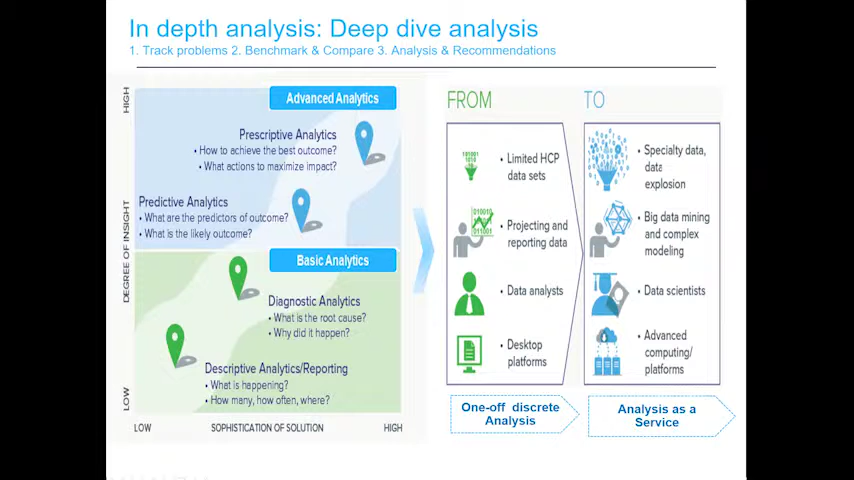 In depth analysis: Deep dive analysis
1. Track problems 2. Benchmark & Compare 3. Analysis & Recommendations
HIGH
DEGREE OF INSIGHT
LOW
Advanced Analytics
Prescriptive Analytics
• How to achieve the best outcome?
• What actions to maximize impact?
Predictive Analytics
• What are the predictors of outcome?
• What is the likely outcome?
Basic Analytics
Diagnostic Analytics
• What is the root cause?
• Why did it happen?
Descriptive Analytics/Reporting
• What is happening?
• How many, how often, where?
LOW
SOPHISTICATION OF SOLUTION
HIGH
FROM
• Limited HCP
data sets
• Projecting and
reporting data
• Data analysts
• Desktop
platforms
One-off discrete
Analysis
TO
• Specialty data,
data
explosion
• Big data mining
and complex
modeling
• Data scientists
• Advanced
computing/
platforms
Analysis as a
Service